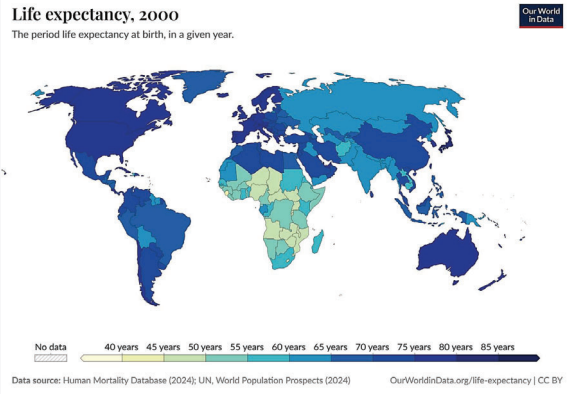 Life expectancy, 2000
Our World
in Data
The period life expectancy at birth, in a given year.
No data
40 years 45 years 50 years 55 years 60 years 65 years 70 years 75 years 80 years 85 years
Data source: Human Mortality Database (2024); UN, World Population Prospects (2024)
OurWorldinData.org/life-expectancy | CC BY